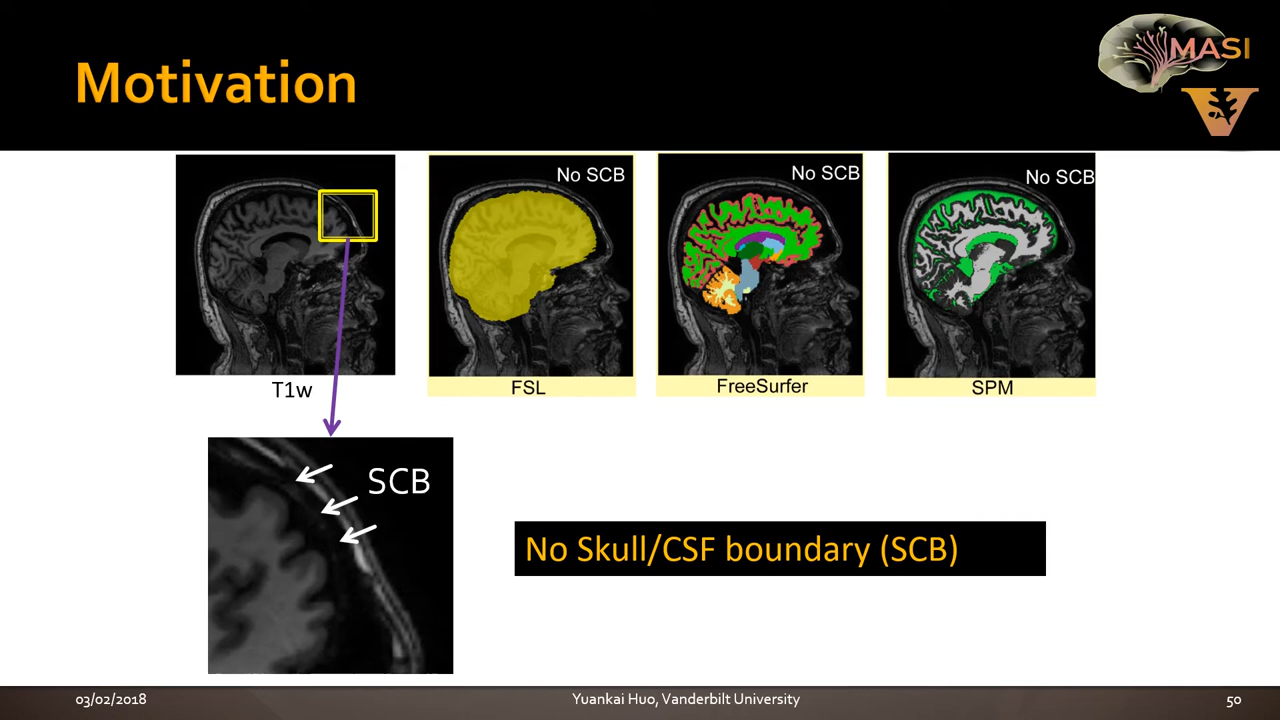 Motivation
MASI
V
No SCB
No SCB
No SCB
T1w
FSL
FreeSurfer
SPM
SCB
No Skull/CSF boundary (SCB)
03/02/2018
Yuankai Huo, Vanderbilt University
50